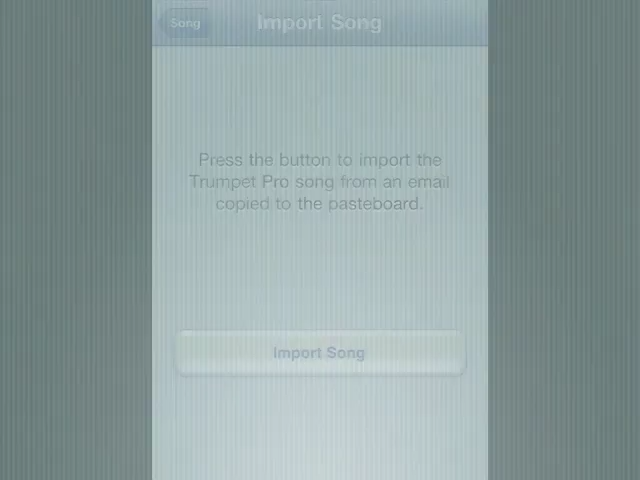 Song
Import Song
Press the button to import the
Trumpet Pro song from an email
copied to the pasteboard.
Import Song